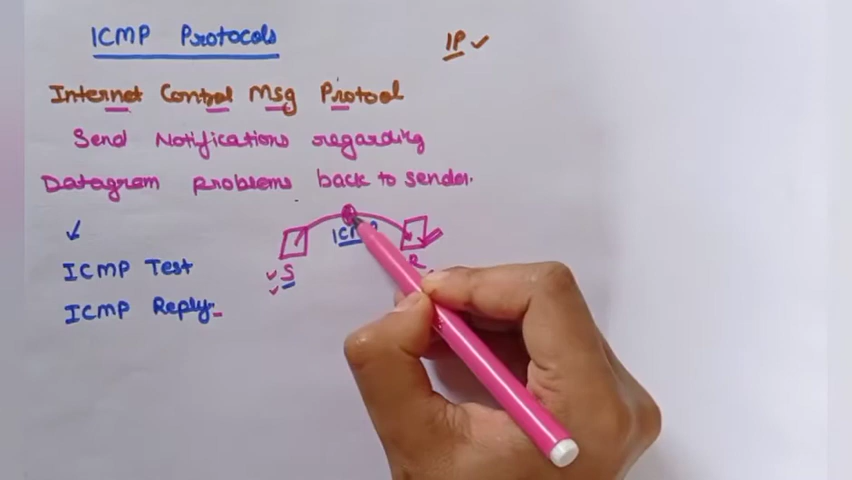 ICMP Protocols
IP ✓
Internet Control Msg Protocol
Send Notifications regarding
Datagram problems back to sender.
ICMP Test
ICMP Reply
ICMP
S
R